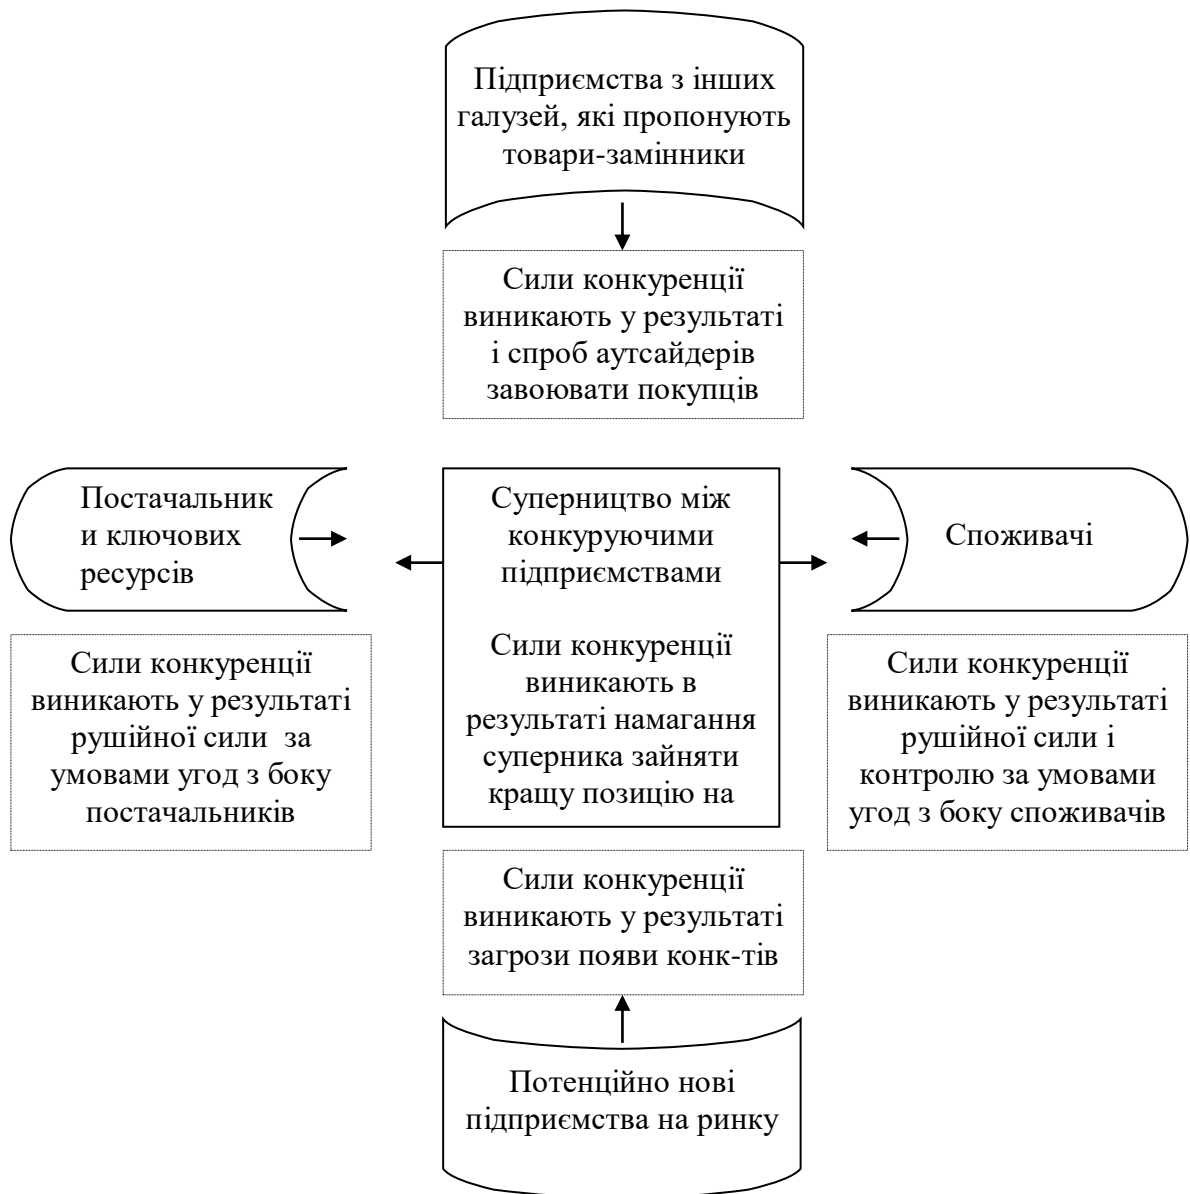 Підприємства з інших
галузей, які пропонують
товари-замінники
Сили конкуренції
виникають у результаті
і спроб аутсайдерів
завоювати покупців
Постачальник
и ключових
ресурсів
Суперництво між
конкуруючими
підприємствами
Сили конкуренції
виникають в
результаті намагання
суперника зайняти
кращу позицію на
Споживачі
Сили конкуренції
виникають у результаті
рушійної сили за
умовами угод з боку
постачальників
Сили конкуренції
виникають у результаті
рушійної сили і
контролю за умовами
угод з боку споживачів
Сили конкуренції
виникають у результаті
загрози появи конк-тів
Потенційно нові
підприємства на ринку